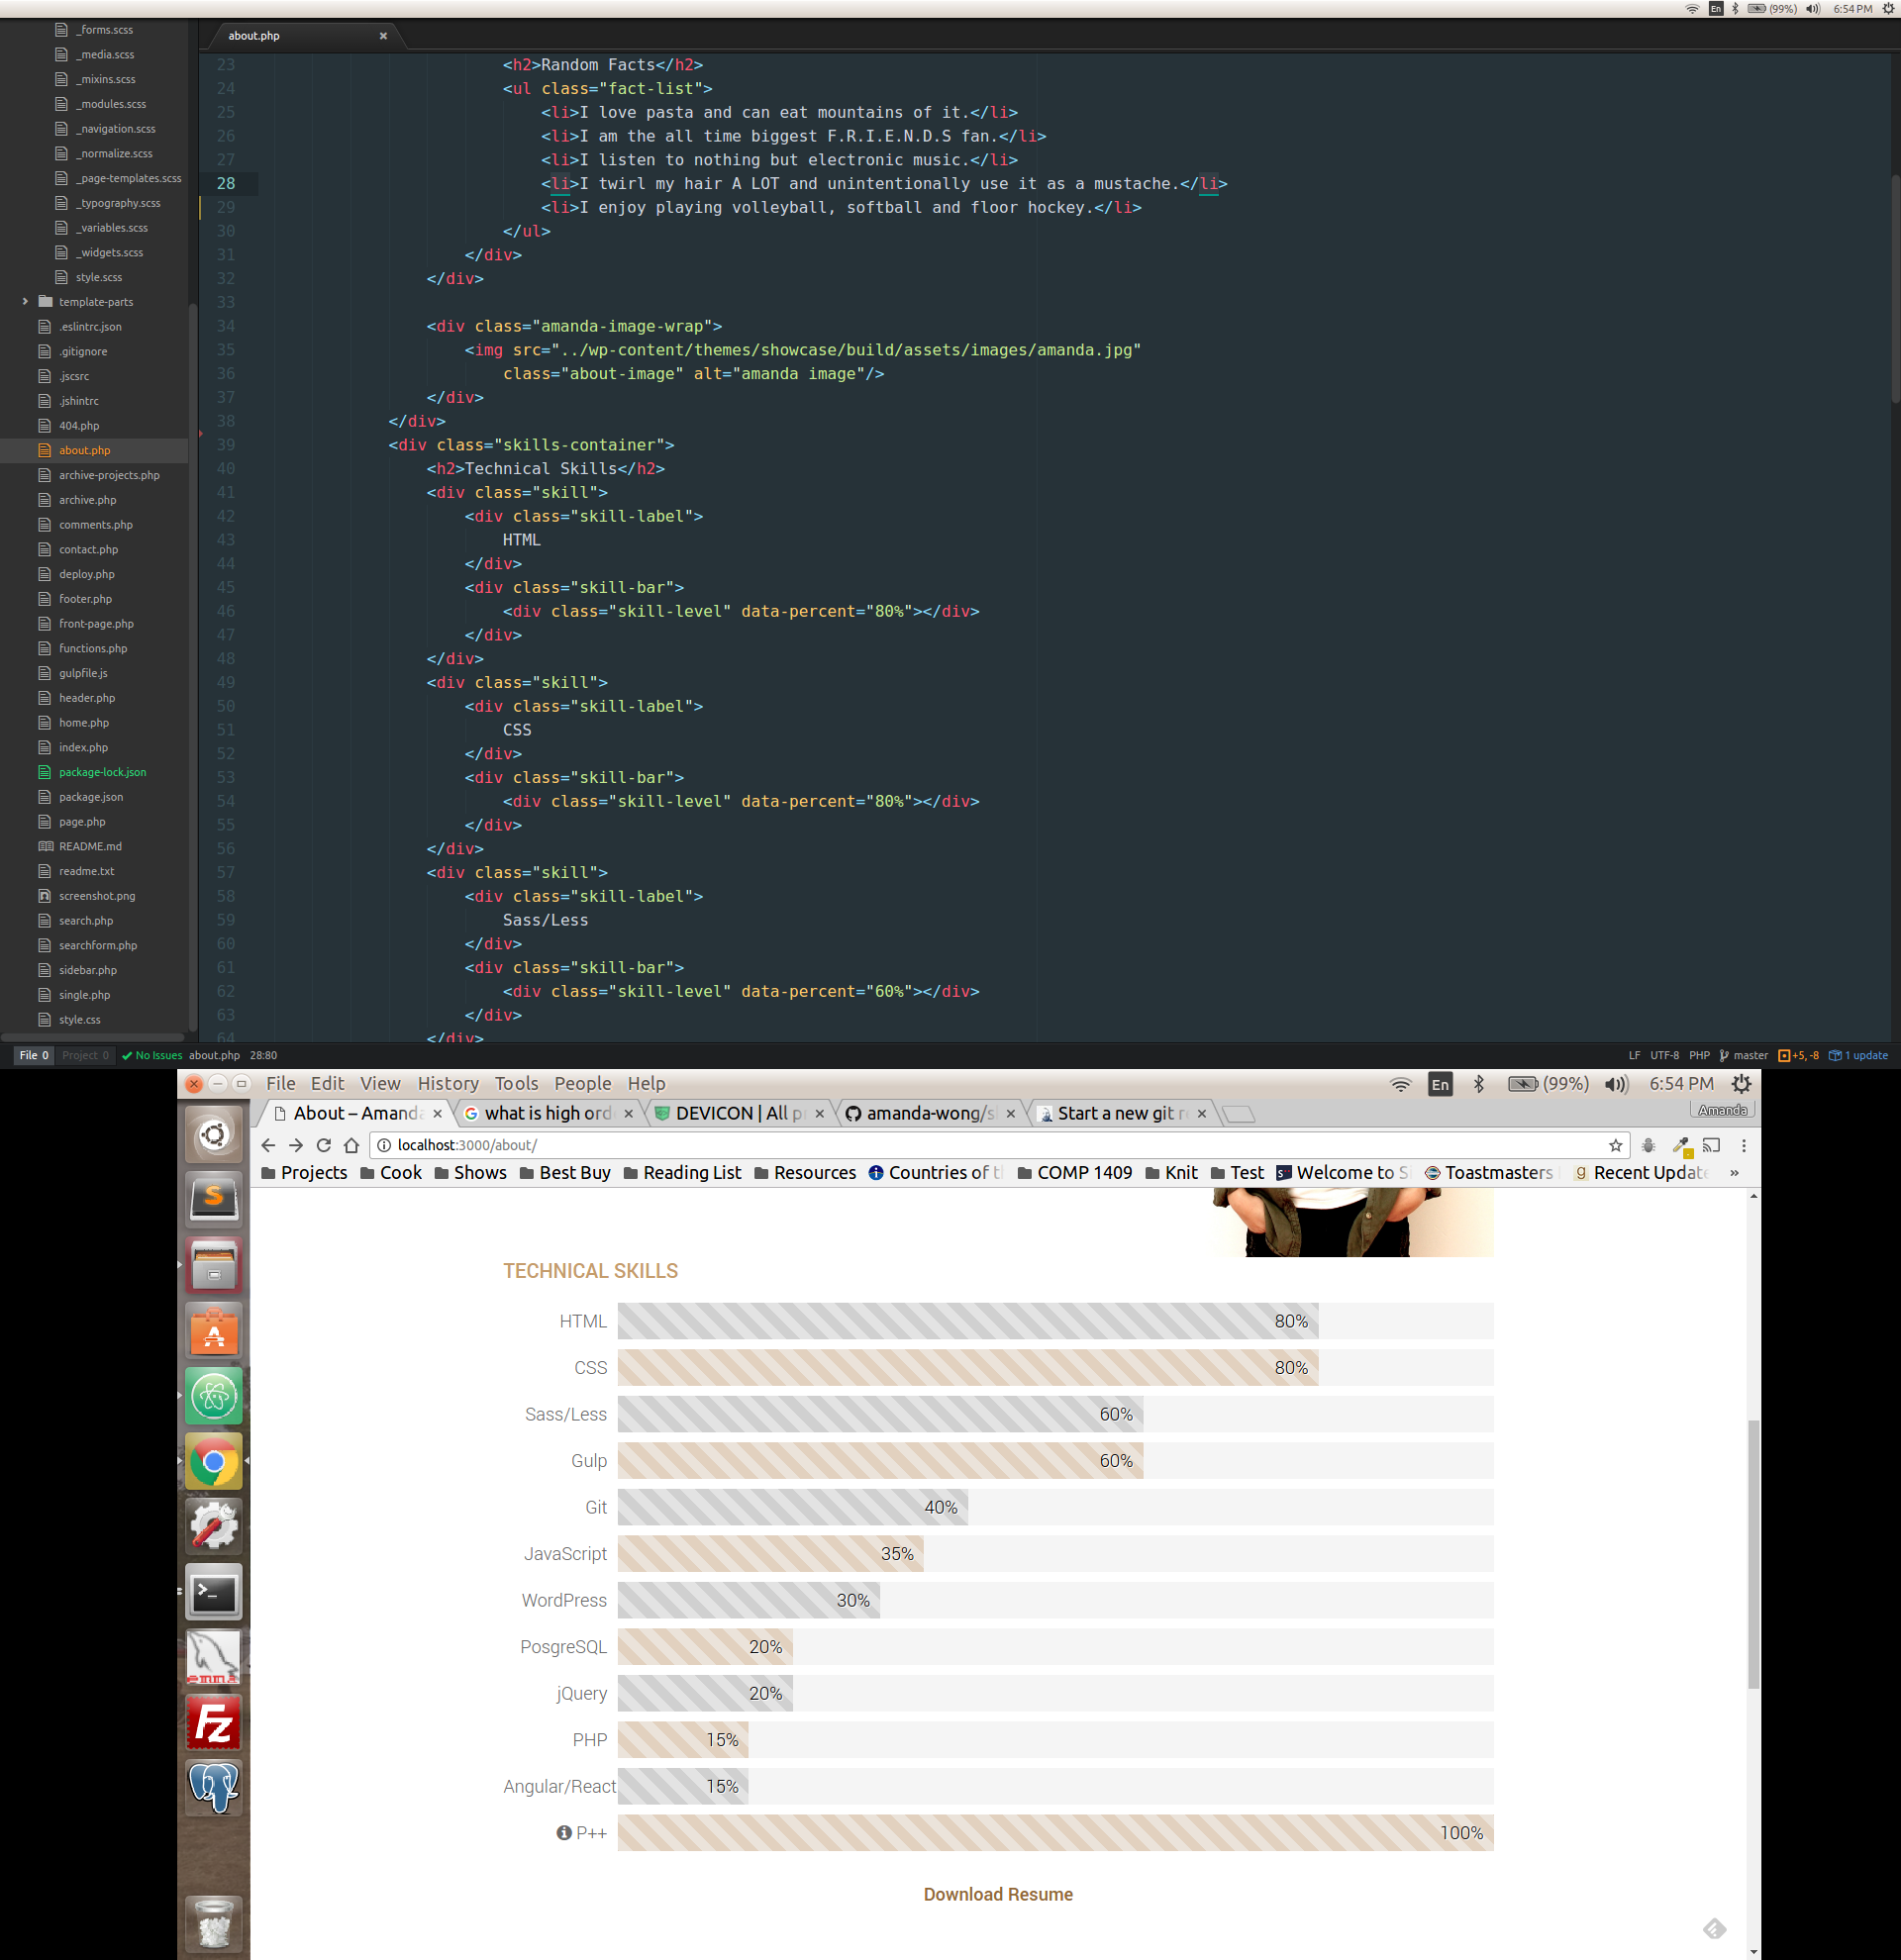 En (99%) 6:54 PM
_forms.scss
_media.scss
_mixins.scss
_modules.scss
_navigation.scss
_normalize.scss
_page-templates.scss
_typography.scss
_variables.scss
_widgets.scss
style.scss
template-parts
.eslintrc.json
.gitignore
.jscsrc
.jshintrc
404.php
about.php
archive-projects.php
archive.php
comments.php
contact.php
deploy.php
footer.php
front-page.php
functions.php
gulpfile.js
header.php
home.php
index.php
package-lock.json
package.json
page.php
README.md
readme.txt
screenshot.png
search.php
searchform.php
sidebar.php
single.php
style.css
about.php
23 <h2>Random Facts</h2>
24 <ul class="fact-list">
25 <li>I love pasta and can eat mountains of it.</li>
26 <li>I am the all time biggest F.R.I.E.N.D.S fan.</li>
27 <li>I listen to nothing but electronic music.</li>
28 <li>I twirl my hair A LOT and unintentionally use it as a mustache.</li>
29 <li>I enjoy playing volleyball, softball and floor hockey.</li>
30 </ul>
31 </div>
32 </div>
33
34 <div class="amanda-image-wrap">
35 <img src="../wp-content/themes/showcase/build/assets/images/amanda.jpg"
36 class="about-image" alt="amanda image"/>
37 </div>
38 </div>
39 <div class="skills-container">
40 <h2>Technical Skills</h2>
41 <div class="skill">
42 <div class="skill-label">
43 HTML
44 </div>
45 <div class="skill-bar">
46 <div class="skill-level" data-percent="80%"></div>
47 </div>
48 </div>
49 <div class="skill">
50 <div class="skill-label">
51 CSS
52 </div>
53 <div class="skill-bar">
54 <div class="skill-level" data-percent="80%"></div>
55 </div>
56 </div>
57 <div class="skill">
58 <div class="skill-label">
59 Sass/Less
60 </div>
61 <div class="skill-bar">
62 <div class="skill-level" data-percent="60%"></div>
63 </div>
64 </div>
File 0 Project 0 No Issues about.php 28:80 LF UTF-8 PHP master +5, -8 1 update
File Edit View History Tools People Help En (99%) 6:54 PM
About – Amanda what is high ord DEVICON | All p amanda-wong/s Start a new git r Amanda
localhost:3000/about/
Projects Cook Shows Best Buy Reading List Resources Countries of t COMP 1409 Knit Test Welcome to S Toastmasters Recent Update »
TECHNICAL SKILLS
HTML 80%
CSS 80%
Sass/Less 60%
Gulp 60%
Git 40%
JavaScript 35%
WordPress 30%
PosgreSQL 20%
jQuery 20%
PHP 15%
Angular/React 15%
P++ 100%
Download Resume
emma
Fz